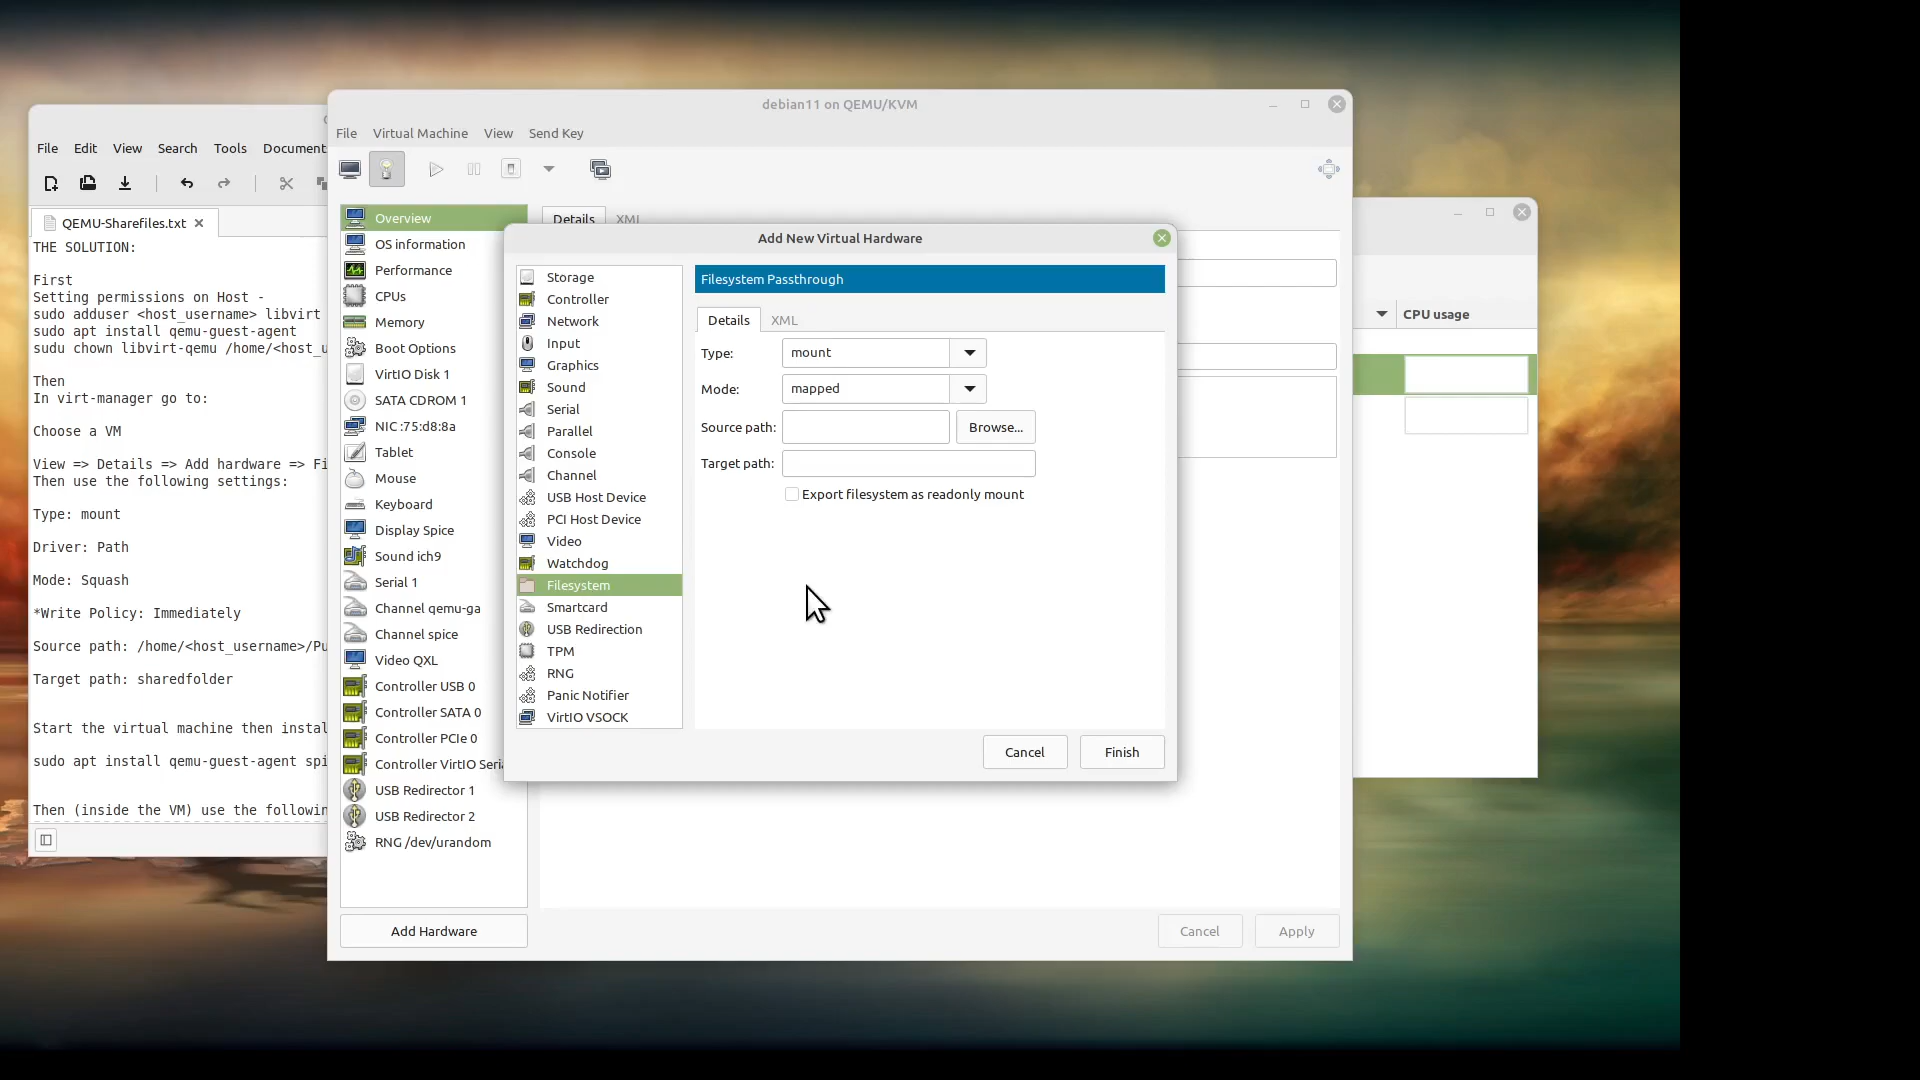 debian11 on QEMU/KVM
File Virtual Machine View Send Key
File Edit View Search Tools Document
QEMU-Sharefiles.txt
THE SOLUTION:
First
Setting permissions on Host -
sudo adduser <host_username> libvirt
sudo apt install qemu-guest-agent
sudu chown libvirt-qemu /home/<host_u
Then
In virt-manager go to:
Choose a VM
View => Details => Add hardware => Fi
Then use the following settings:
Type: mount
Driver: Path
Mode: Squash
*Write Policy: Immediately
Source path: /home/<host_username>/Pu
Target path: sharedfolder
Start the virtual machine then instal
sudo apt install qemu-guest-agent spi
Then (inside the VM) use the followin
Overview
OS information
Performance
CPUs
Memory
Boot Options
VirtIO Disk 1
SATA CDROM 1
NIC :75:d8:8a
Tablet
Mouse
Keyboard
Display Spice
Sound ich9
Serial 1
Channel qemu-ga
Channel spice
Video QXL
Controller USB 0
Controller SATA 0
Controller PCIe 0
Controller VirtIO Seria
USB Redirector 1
USB Redirector 2
RNG /dev/urandom
Add Hardware
Details XML
Add New Virtual Hardware
Storage
Controller
Network
Input
Graphics
Sound
Serial
Parallel
Console
Channel
USB Host Device
PCI Host Device
Video
Watchdog
Filesystem
Smartcard
USB Redirection
TPM
RNG
Panic Notifier
VirtIO VSOCK
Filesystem Passthrough
Details XML
Type: mount
Mode: mapped
Source path: Browse...
Target path:
Export filesystem as readonly mount
Cancel Finish
Cancel Apply
CPU usage